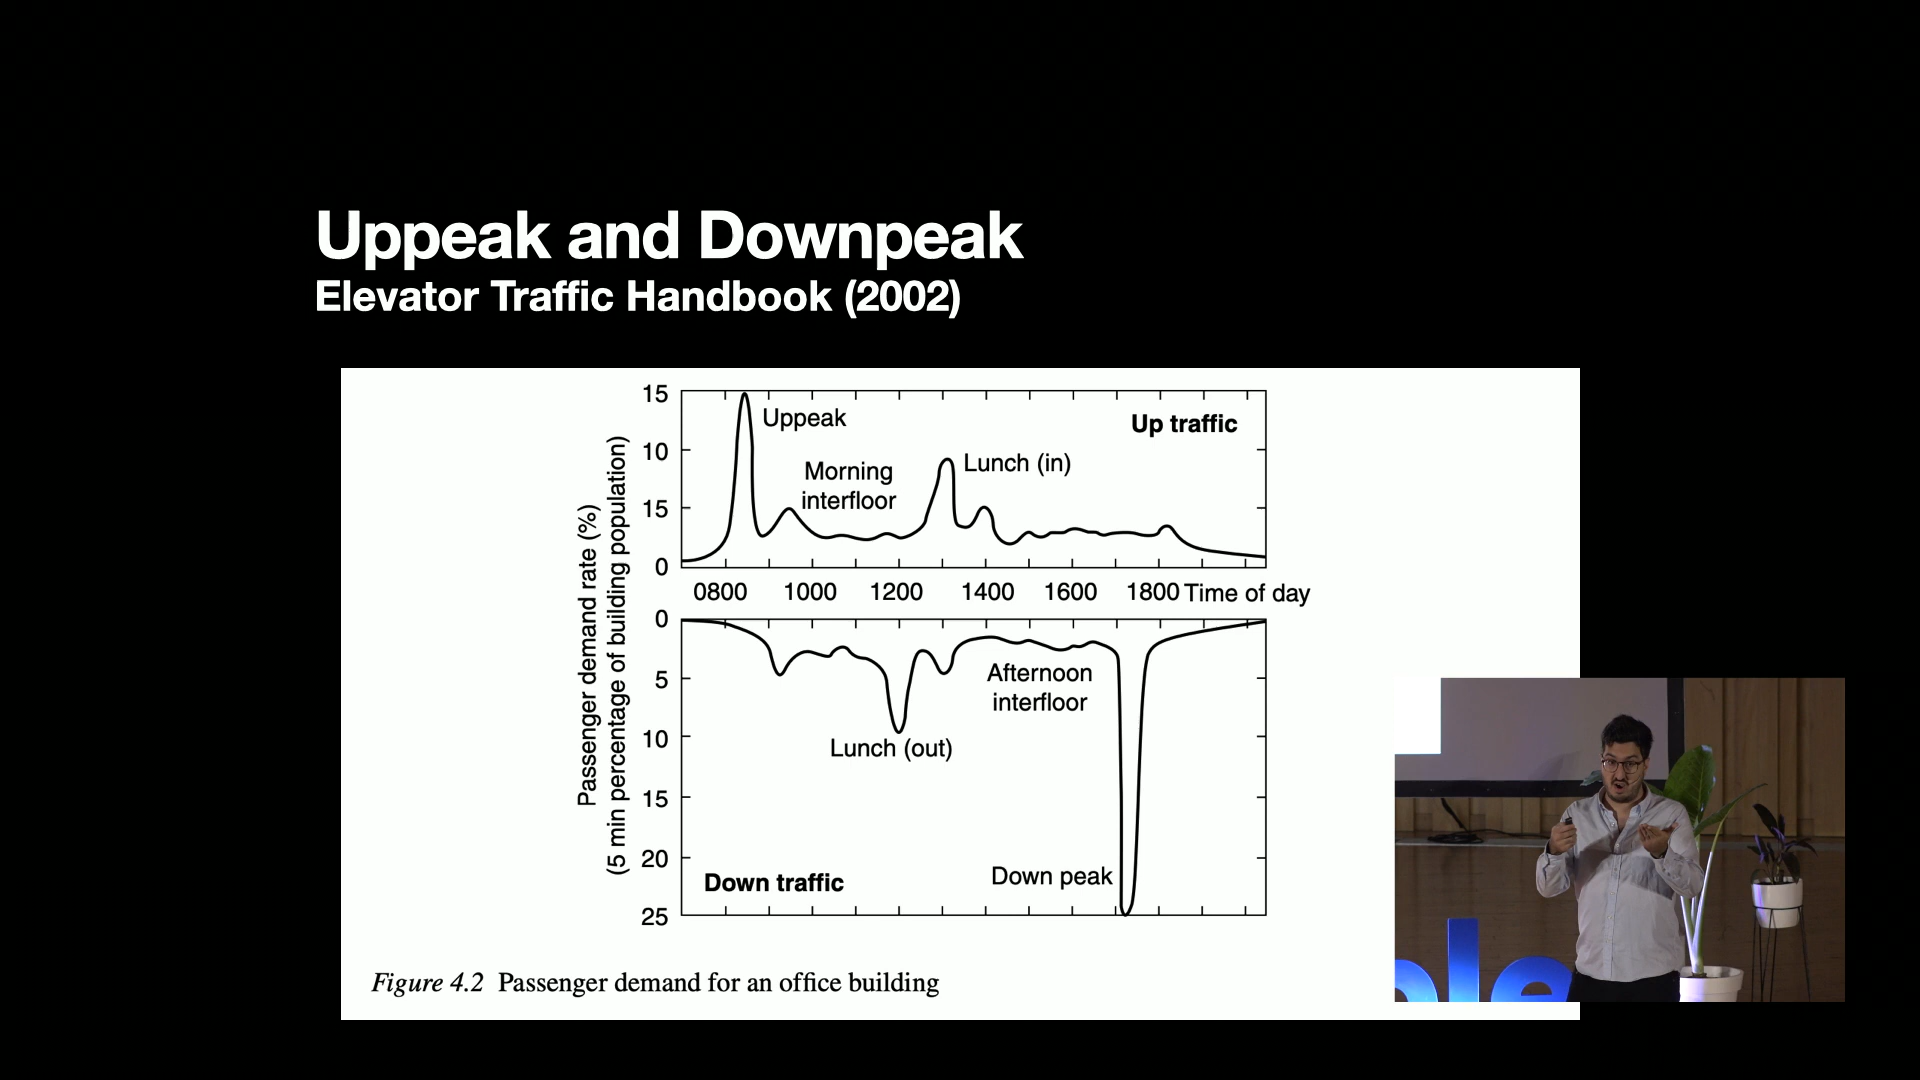 Uppeak and Downpeak
Elevator Traffic Handbook (2002)
Passenger demand rate (%)
(5 min percentage of building population)
15
10
15
0
Uppeak
Morning
interfloor
Lunch (in)
Up traffic
0800 1000 1200 1400 1600 1800 Time of day
0
5
10
15
20
25
Lunch (out)
Afternoon
interfloor
Down peak
Down traffic
Figure 4.2 Passenger demand for an office building
ole